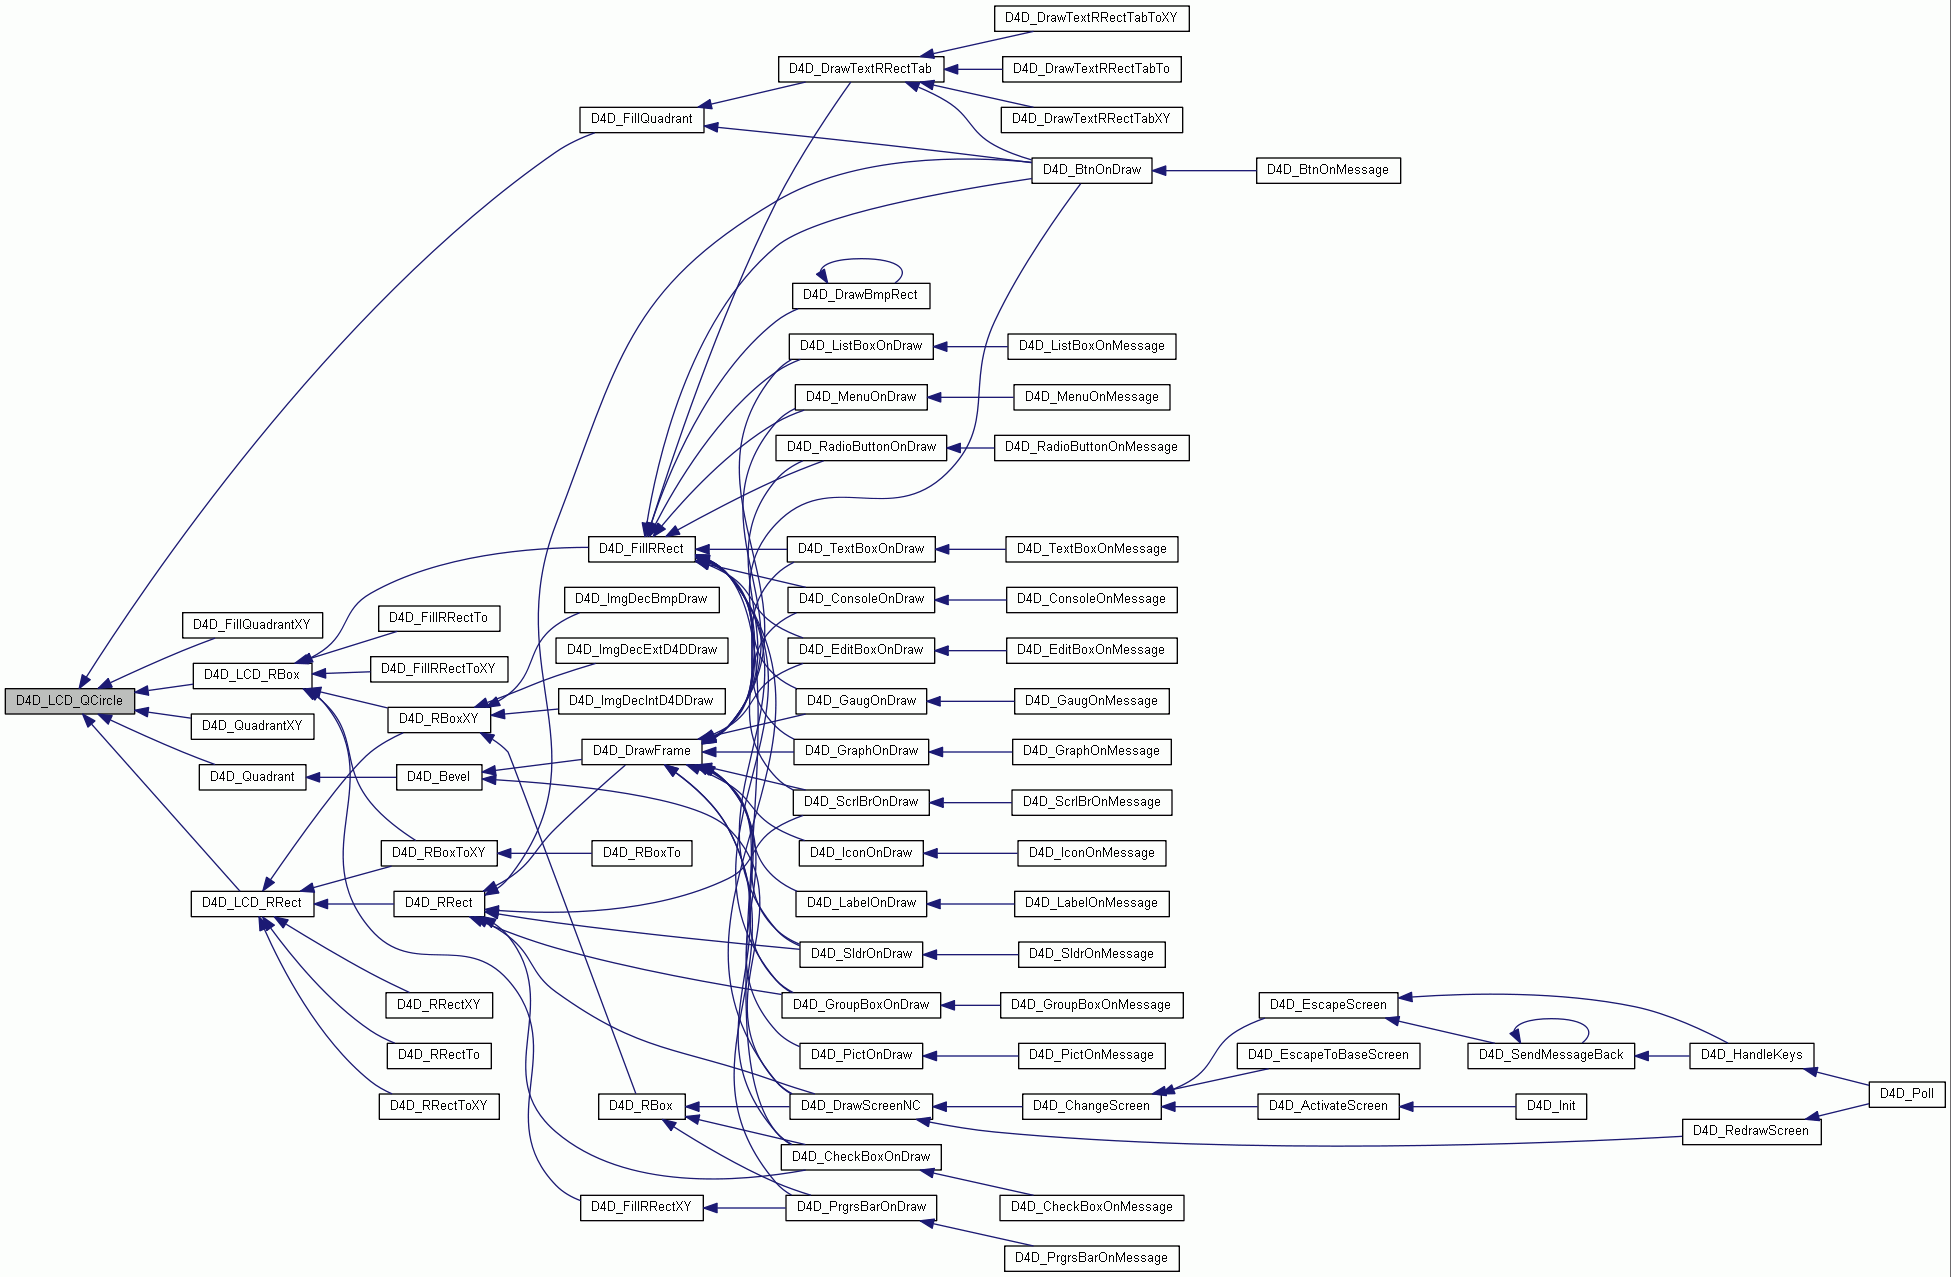 D4D_DrawTextRRectTabToXY
D4D_DrawTextRRectTab
D4D_DrawTextRRectTabTo
D4D_FillQuadrant
D4D_DrawTextRRectTabXY
D4D_BtnOnDraw
D4D_BtnOnMessage
D4D_DrawBmpRect
D4D_ListBoxOnDraw
D4D_ListBoxOnMessage
D4D_MenuOnDraw
D4D_MenuOnMessage
D4D_RadioButtonOnDraw
D4D_RadioButtonOnMessage
D4D_FillRRect
D4D_TextBoxOnDraw
D4D_TextBoxOnMessage
D4D_ImgDecBmpDraw
D4D_ConsoleOnDraw
D4D_ConsoleOnMessage
D4D_FillQuadrantXY
D4D_FillRRectTo
D4D_ImgDecExtD4DDraw
D4D_EditBoxOnDraw
D4D_EditBoxOnMessage
D4D_LCD_RBox
D4D_FillRRectToXY
D4D_LCD_QCircle
D4D_ImgDecIntD4DDraw
D4D_GaugOnDraw
D4D_GaugOnMessage
D4D_QuadrantXY
D4D_RBoxXY
D4D_DrawFrame
D4D_GraphOnDraw
D4D_GraphOnMessage
D4D_Quadrant
D4D_Bevel
D4D_ScrlBrOnDraw
D4D_ScrlBrOnMessage
D4D_RBoxToXY
D4D_RBoxTo
D4D_IconOnDraw
D4D_IconOnMessage
D4D_LCD_RRect
D4D_RRect
D4D_LabelOnDraw
D4D_LabelOnMessage
D4D_SldrOnDraw
D4D_SldrOnMessage
D4D_RRectXY
D4D_GroupBoxOnDraw
D4D_GroupBoxOnMessage
D4D_EscapeScreen
D4D_RRectTo
D4D_PictOnDraw
D4D_PictOnMessage
D4D_EscapeToBaseScreen
D4D_SendMessageBack
D4D_HandleKeys
D4D_RRectToXY
D4D_RBox
D4D_DrawScreenNC
D4D_ChangeScreen
D4D_ActivateScreen
D4D_Init
D4D_Poll
D4D_RedrawScreen
D4D_CheckBoxOnDraw
D4D_CheckBoxOnMessage
D4D_FillRRectXY
D4D_PrgrsBarOnDraw
D4D_PrgrsBarOnMessage